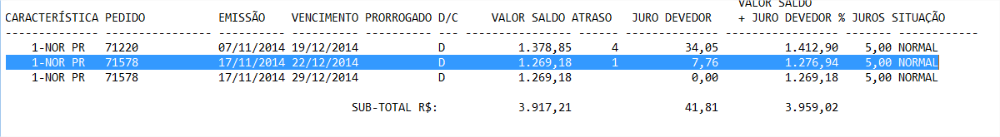 VALOR SALDO
CARACTERÍSTICA PEDIDO EMISSÃO VENCIMENTO PRORROGADO D/C VALOR SALDO ATRASO JURO DEVEDOR + JURO DEVEDOR % JUROS SITUAÇÃO
-------------- ---------------- ---------- ---------- ---------- --- ---------------- ------ -------------- ----------------- ------- ------------
1-NOR PR 71220 07/11/2014 19/12/2014 D 1.378,85 4 34,05 1.412,90 5,00 NORMAL
1-NOR PR 71578 17/11/2014 22/12/2014 D 1.269,18 1 7,76 1.276,94 5,00 NORMAL
1-NOR PR 71578 17/11/2014 29/12/2014 D 1.269,18 0,00 1.269,18 5,00 NORMAL
SUB-TOTAL R$: 3.917,21 41,81 3.959,02